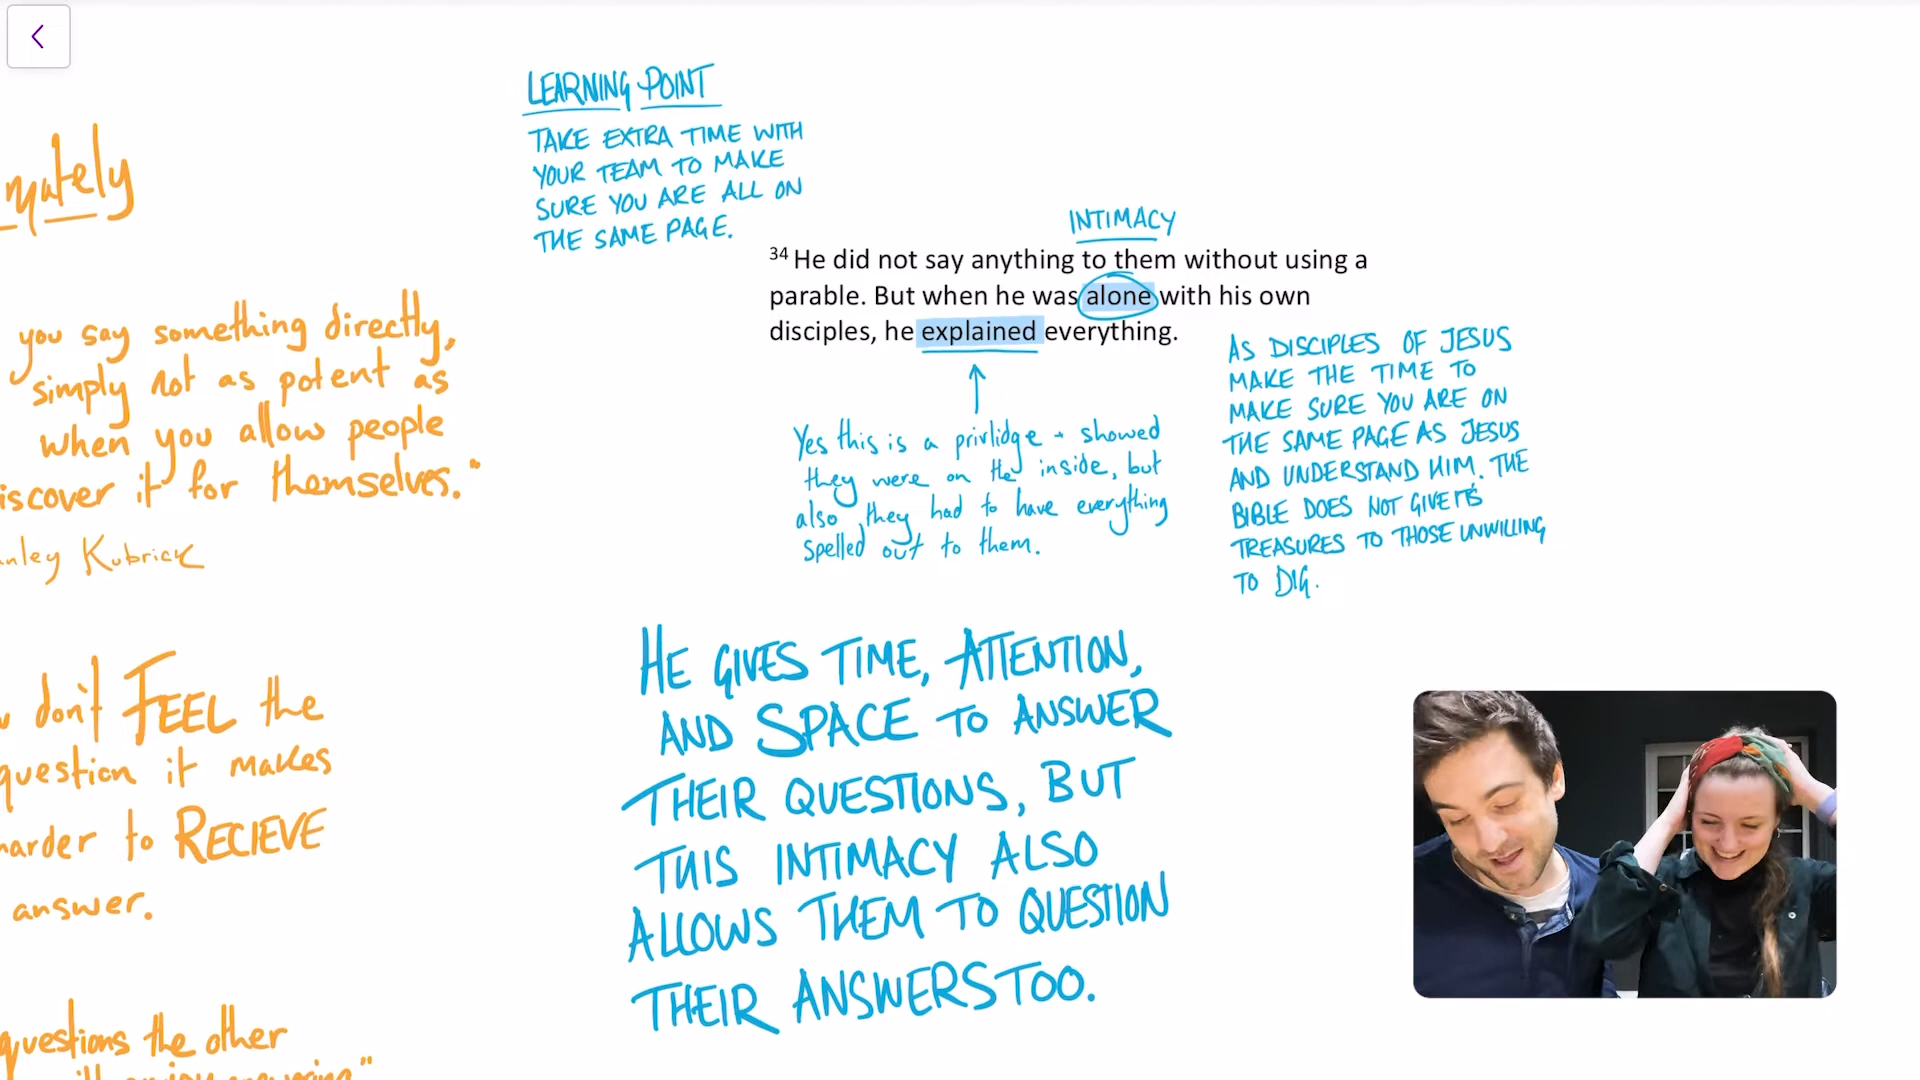 mately
you say something directly,
simply not as potent as
when you allow people
iscover it for themselves."
nley Kubrick
don't FEEL the
question it makes
harder to RECIEVE
answer.
questions the other
LEARNING POINT
TAKE EXTRA TIME WITH
YOUR TEAM TO MAKE
SURE YOU ARE ALL ON
THE SAME PAGE.
INTIMACY
34 He did not say anything to them without using a
parable. But when he was alone with his own
disciples, he explained everything.
Yes this is a privlidge + showed
they were on the inside, but
also they had to have everything
spelled out to them.
AS DISCIPLES OF JESUS
MAKE THE TIME TO
MAKE SURE YOU ARE ON
THE SAME PAGE AS JESUS
AND UNDERSTAND HIM. THE
BIBLE DOES NOT GIVE ITS
TREASURES TO THOSE UNWILLING
TO DIG.
HE GIVES TIME, ATTENTION,
AND SPACE TO ANSWER
THEIR QUESTIONS, BUT
THIS INTIMACY ALSO
ALLOWS THEM TO QUESTION
THEIR ANSWERS TOO.